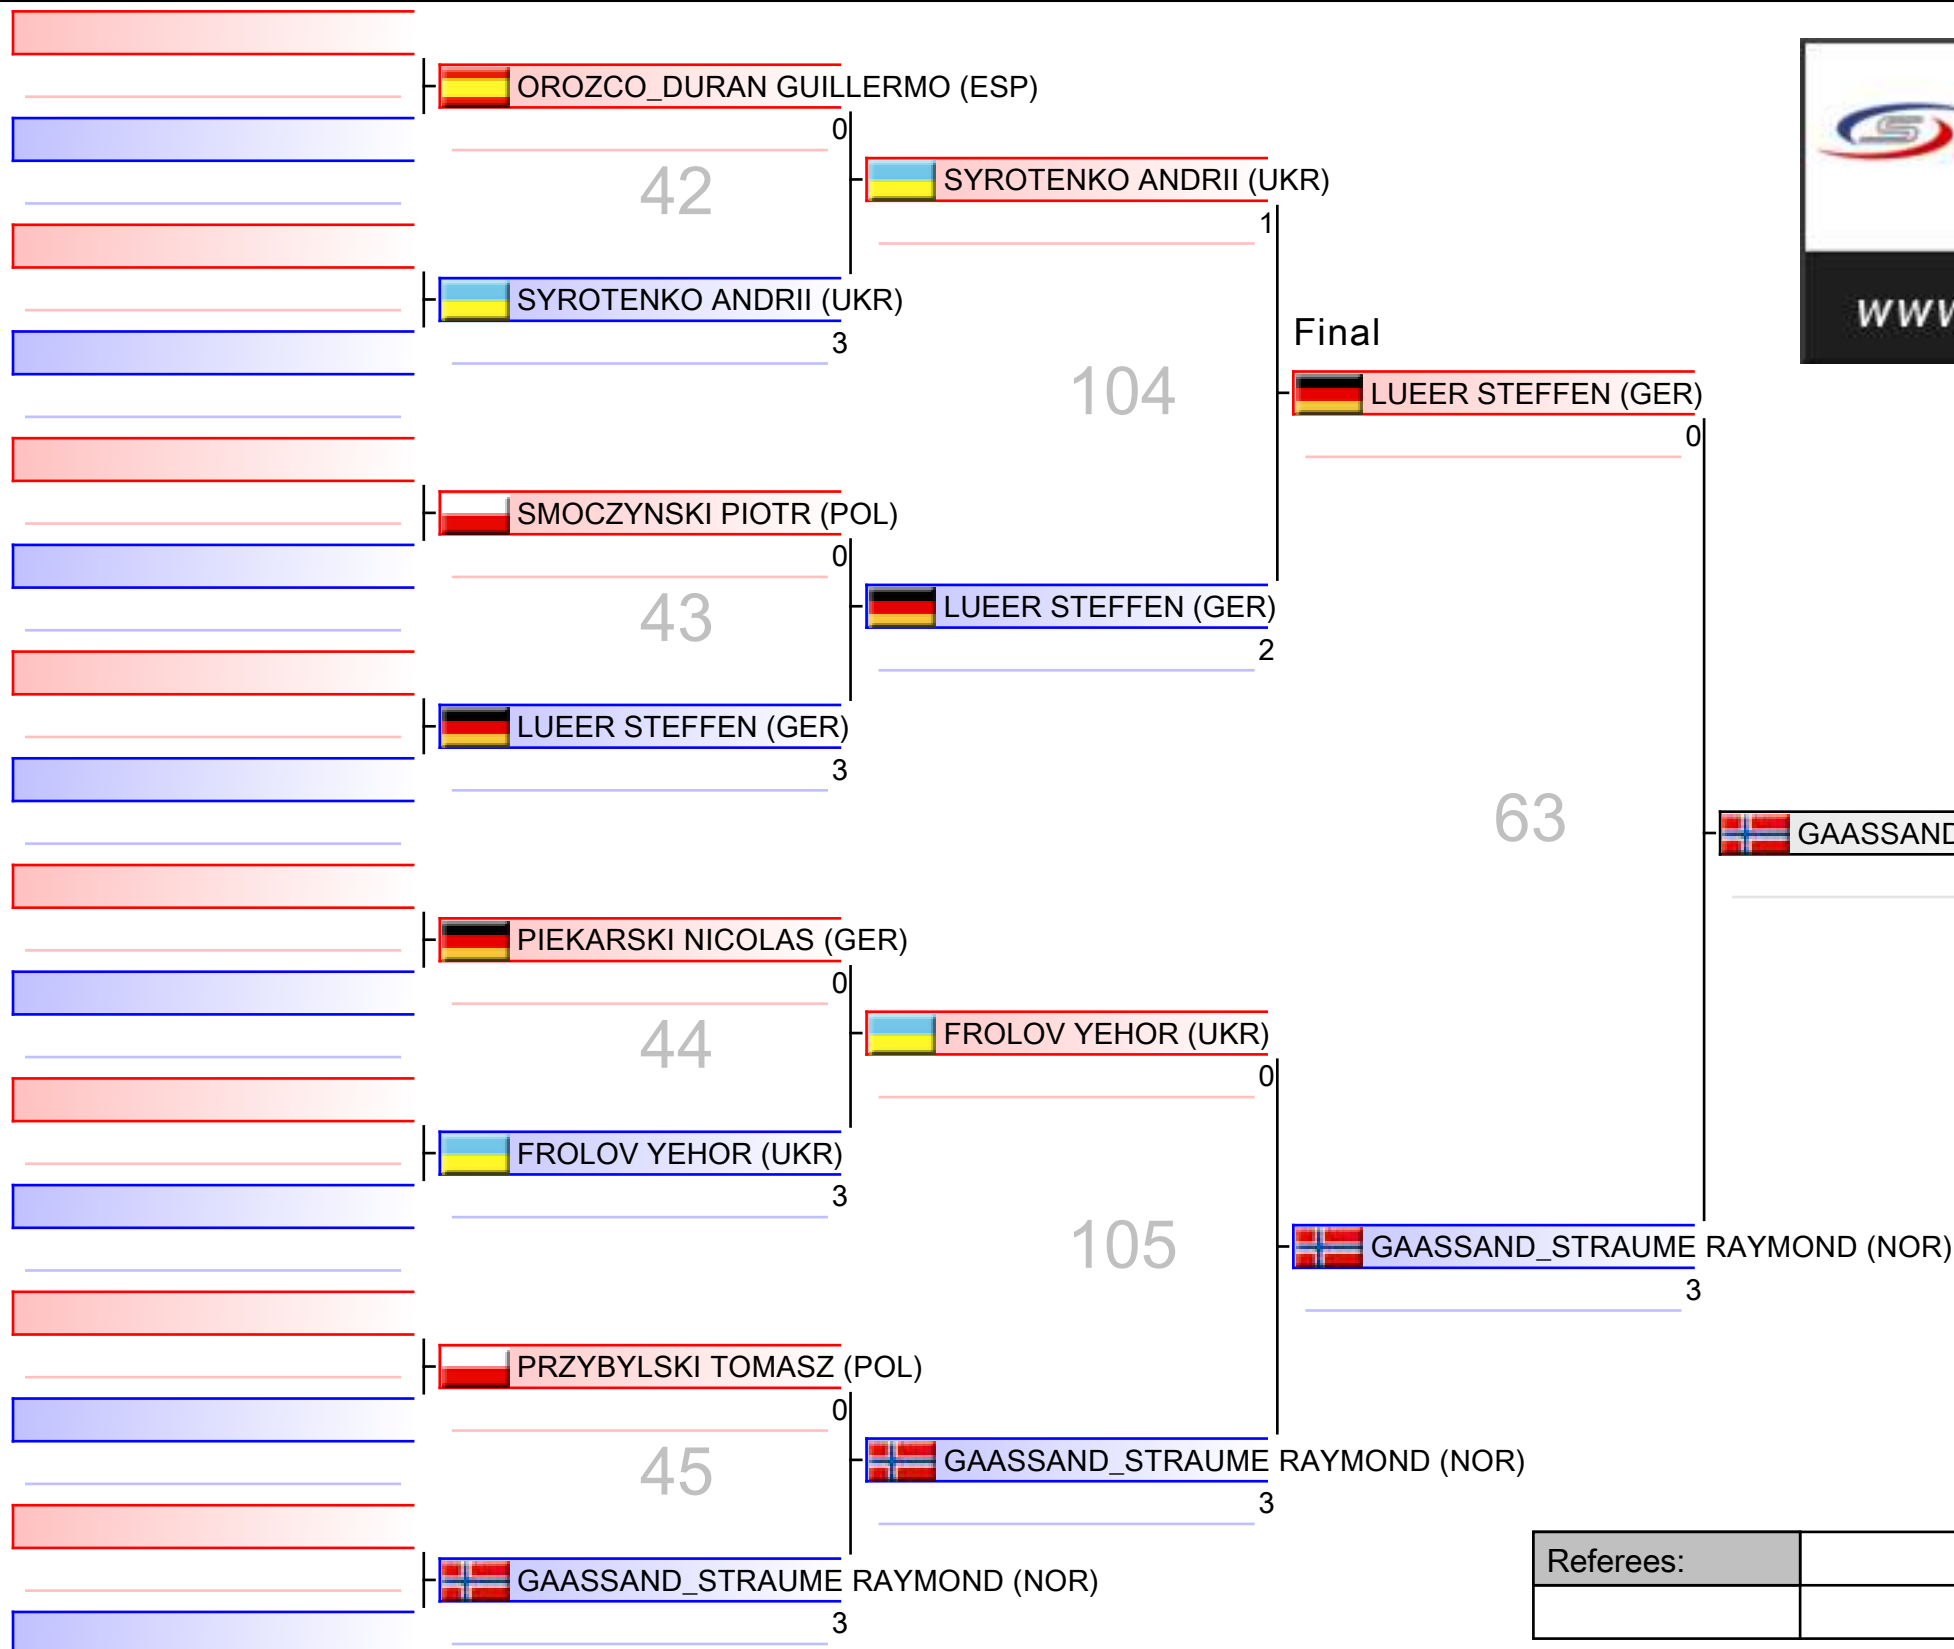 OROZCO_DURAN GUILLERMO (ESP)
0
42
SYROTENKO ANDRII (UKR)
1
SYROTENKO ANDRII (UKR)
3
www
Final
104
LUEER STEFFEN (GER)
0
SMOCZYNSKI PIOTR (POL)
0
43
LUEER STEFFEN (GER)
2
LUEER STEFFEN (GER)
3
63
GAASSAND
PIEKARSKI NICOLAS (GER)
0
44
FROLOV YEHOR (UKR)
0
FROLOV YEHOR (UKR)
3
105
GAASSAND_STRAUME RAYMOND (NOR)
3
PRZYBYLSKI TOMASZ (POL)
0
45
GAASSAND_STRAUME RAYMOND (NOR)
3
GAASSAND_STRAUME RAYMOND (NOR)
3
Referees: